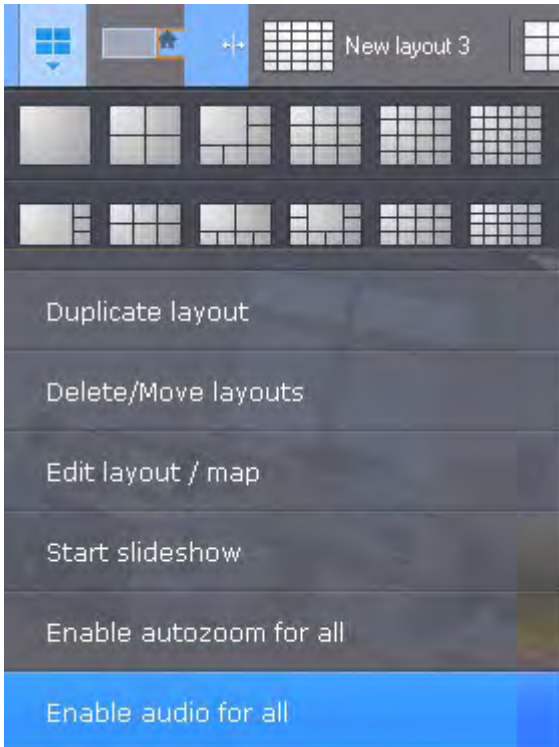 New layout 3
Duplicate layout
Delete/Move layouts
Edit layout / map
Start slideshow
Enable autozoom for all
Enable audio for all